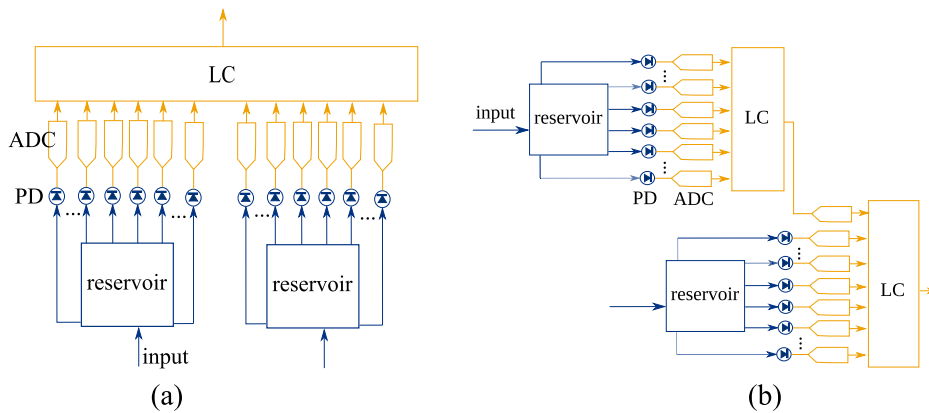 LC
ADC
PD
reservoir
reservoir
input
(a)
input
reservoir
LC
PD
ADC
reservoir
LC
(b)